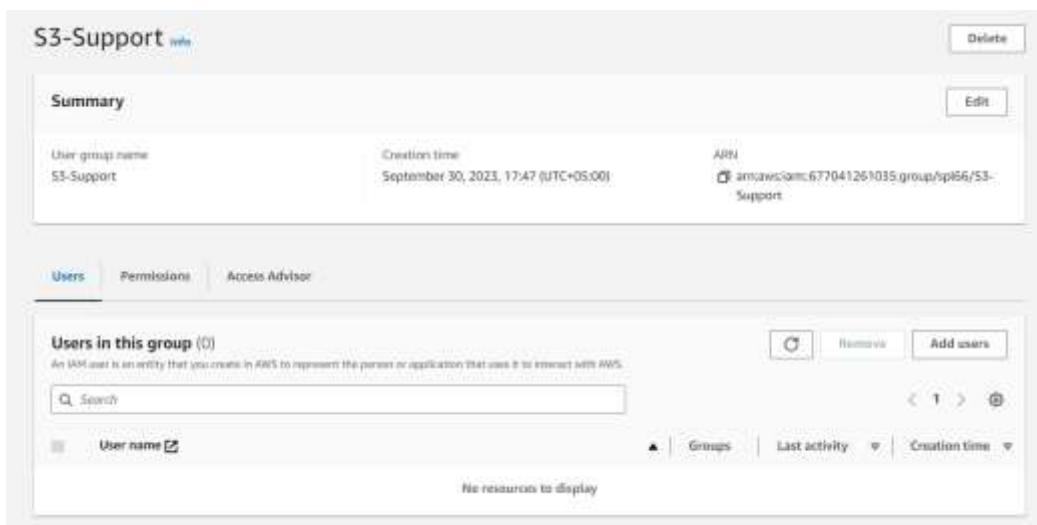 S3-Support Info
Delete
Summary
Edit
User group name
S3-Support
Creation time
September 30, 2023, 17:47 (UTC+05:00)
ARN
arn:aws:iam::677041261035:group/spl66/S3-
Support
Users
Permissions
Access Advisor
Users in this group (0)
An IAM user is an entity that you create in AWS to represent the person or application that uses it to interact with AWS.
Remove
Add users
Search
1
User name
Groups
Last activity
Creation time
No resources to display